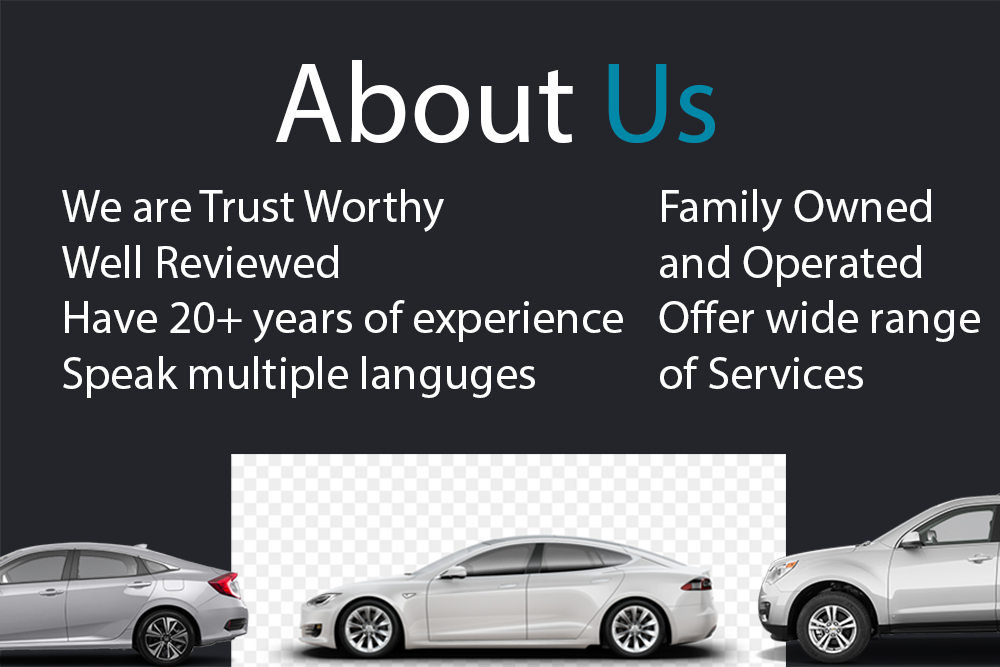 About Us
We are Trust Worthy
Well Reviewed
Have 20+ years of experience
Speak multiple languges
Family Owned
and Operated
Offer wide range
of Services